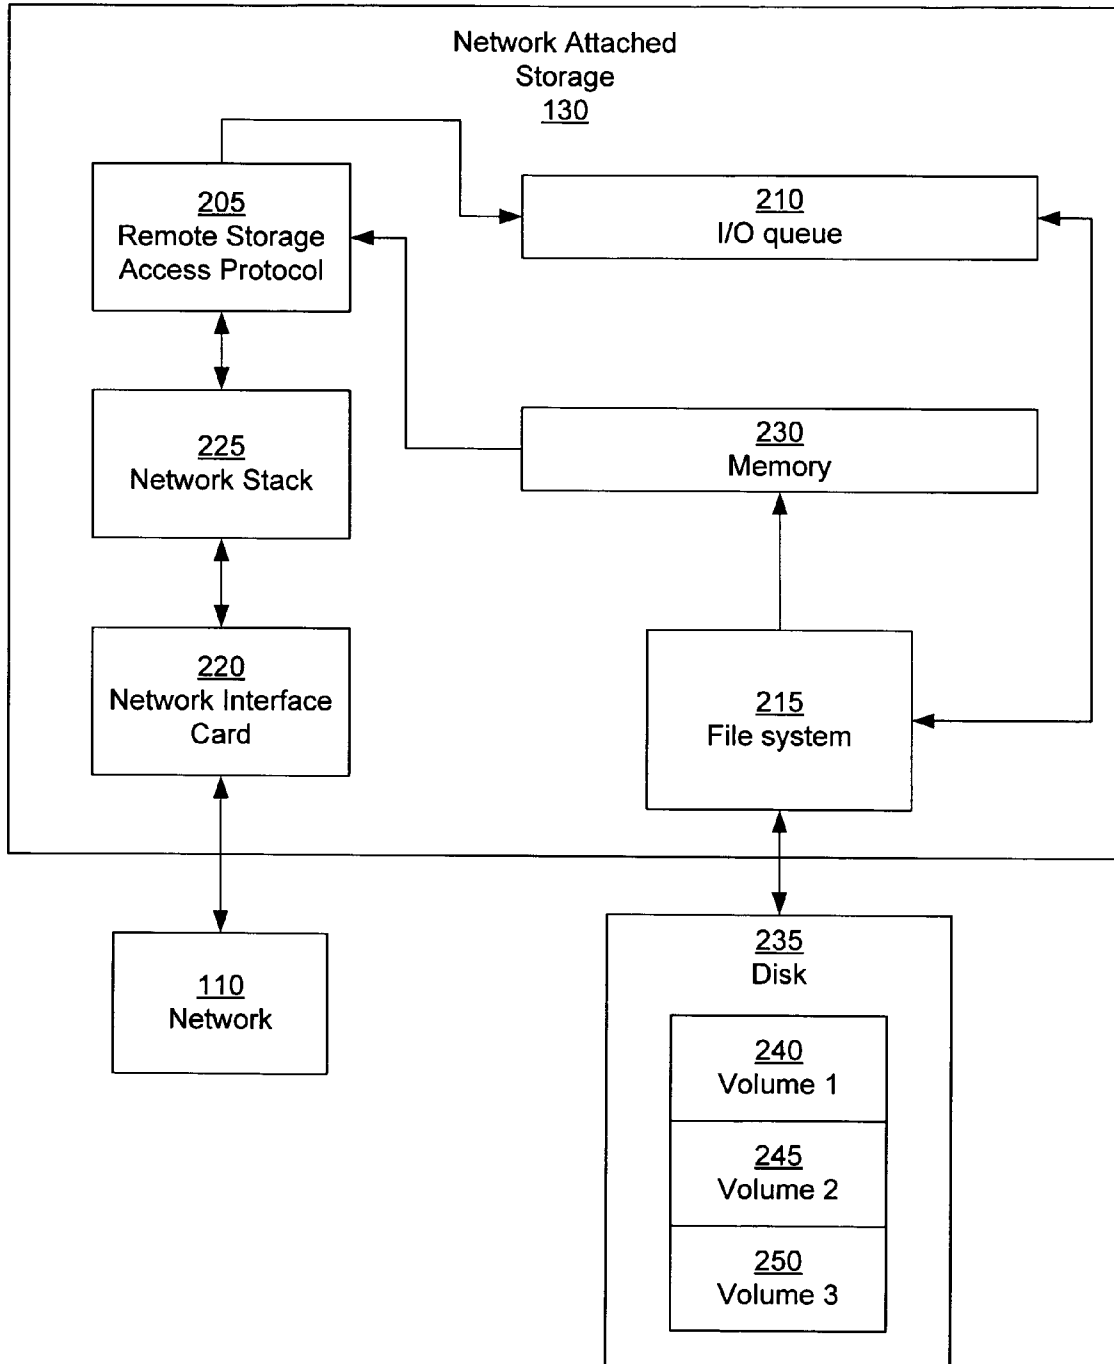 Network Attached
Storage
130
205
Remote Storage
Access Protocol
210
I/O queue
225
Network Stack
230
Memory
220
Network Interface
Card
215
File system
110
Network
235
Disk
240
Volume 1
245
Volume 2
250
Volume 3